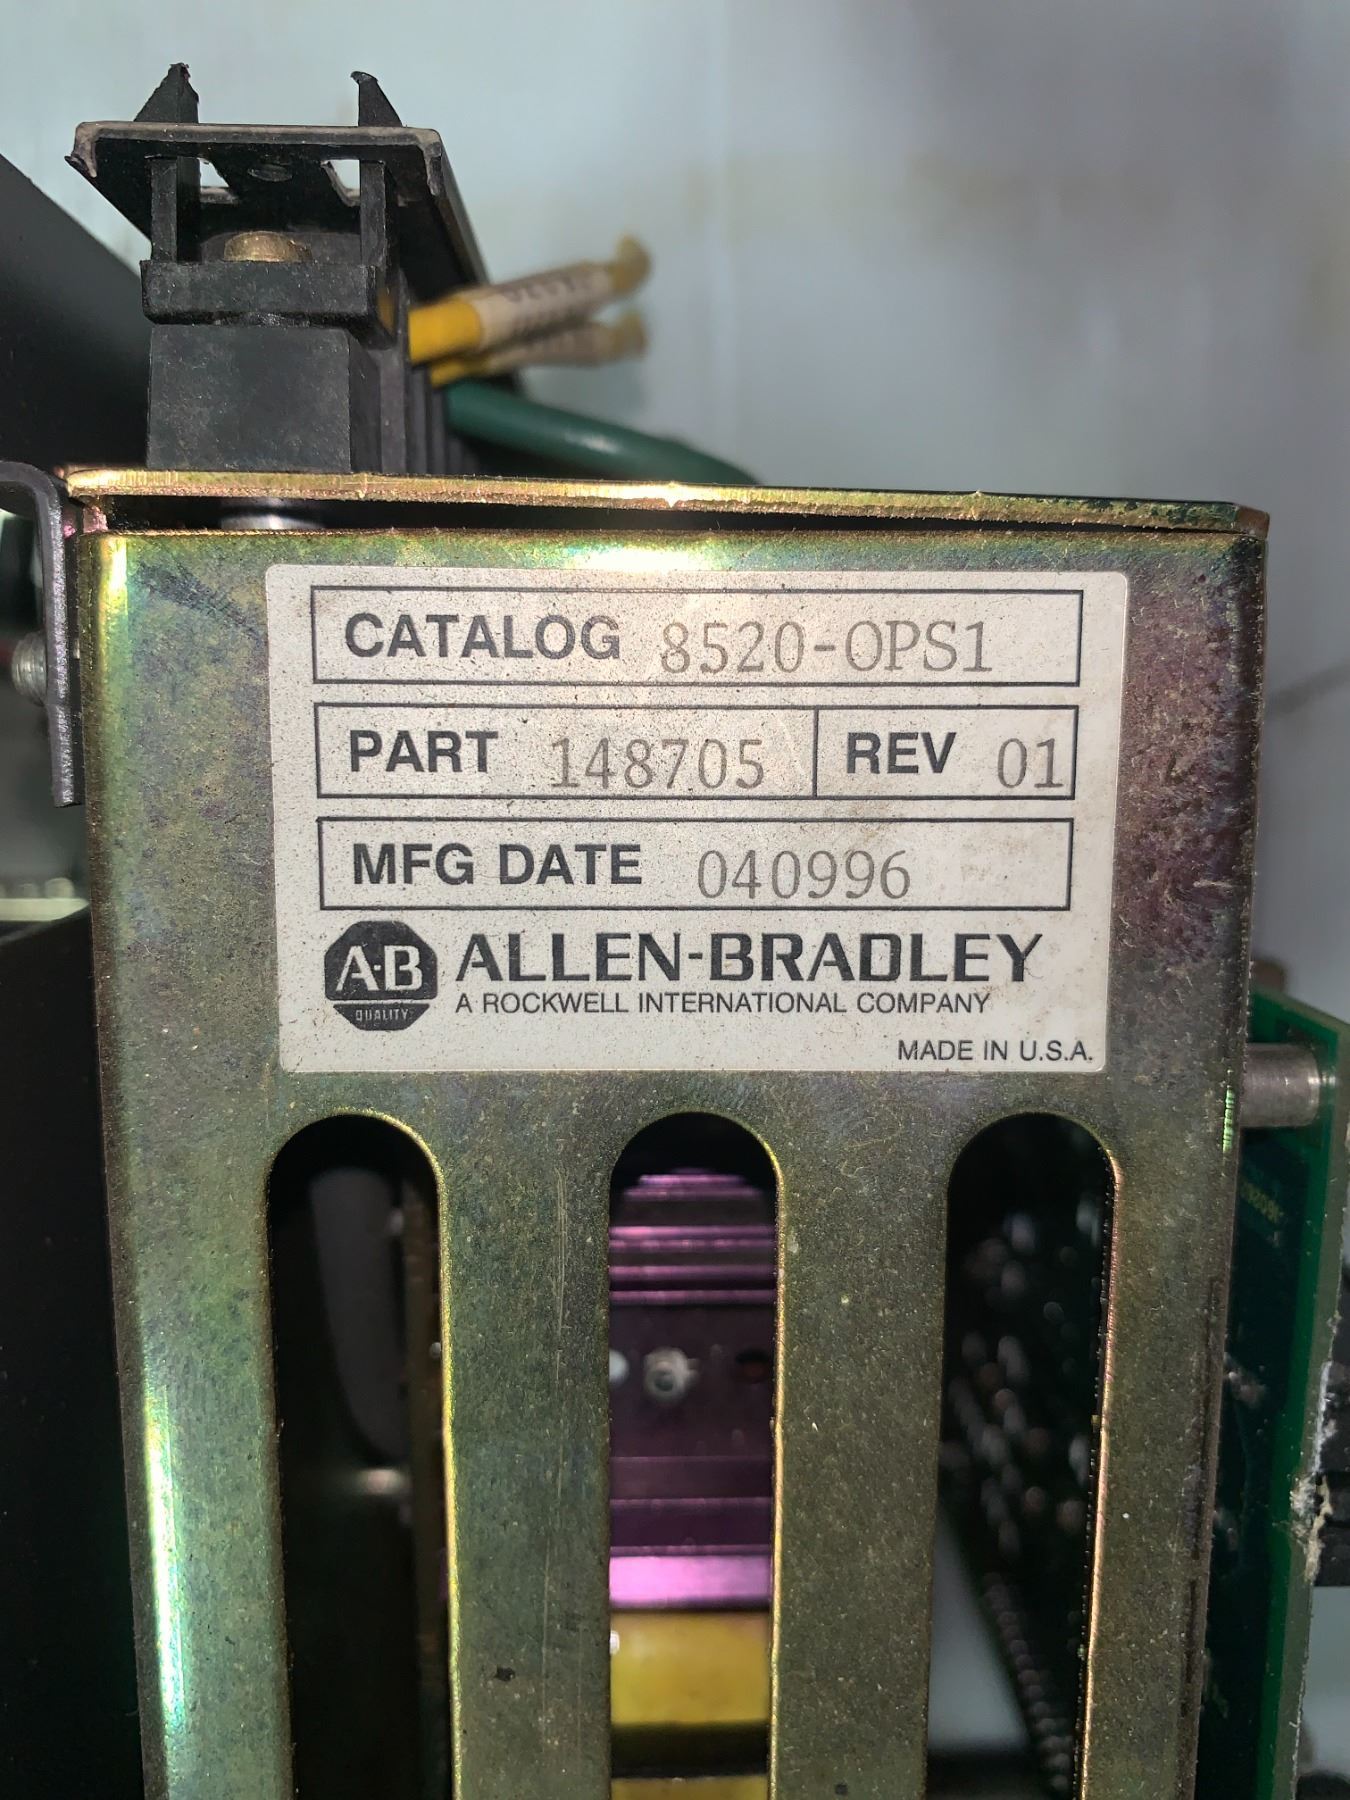 CATALOG 8520-OPS1
PART 148705 REV 01
MFG DATE 040996
A-B QUALITY
ALLEN-BRADLEY
A ROCKWELL INTERNATIONAL COMPANY
MADE IN U.S.A.